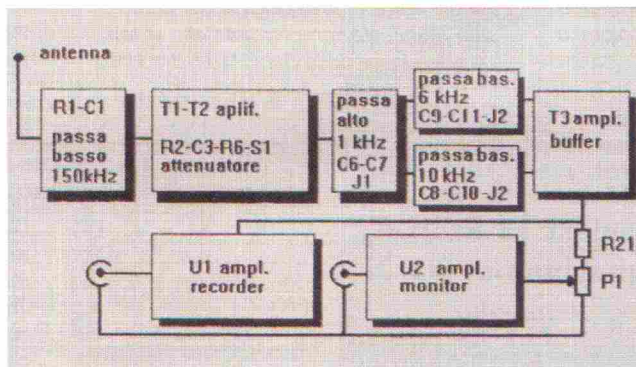 antenna
R1-C1
passa
basso
150kHz
T1-T2 aplif.
R2-C3-R6-S1
attenuatore
passa
alto
1 kHz
C6-C7
J1
passa bas.
6 kHz
C9-C11-J2
passa bas.
10 kHz
C8-C10-J2
T3 ampl.
buffer
U1 ampl.
recorder
U2 ampl.
monitor
R21
P1